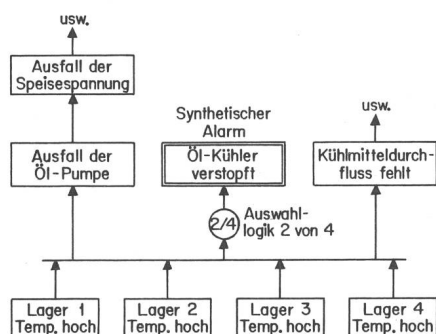 usw.
Ausfall der
Speisespannung
Synthetischer
Alarm
usw.
Ausfall der
Öl-Pumpe
Öl-Kühler
verstopft
Kühlmitteldurch-
fluss fehlt
2/4
Auswahl-
logik 2 von 4
Lager 1
Temp. hoch
Lager 2
Temp. hoch
Lager 3
Temp. hoch
Lager 4
Temp. hoch